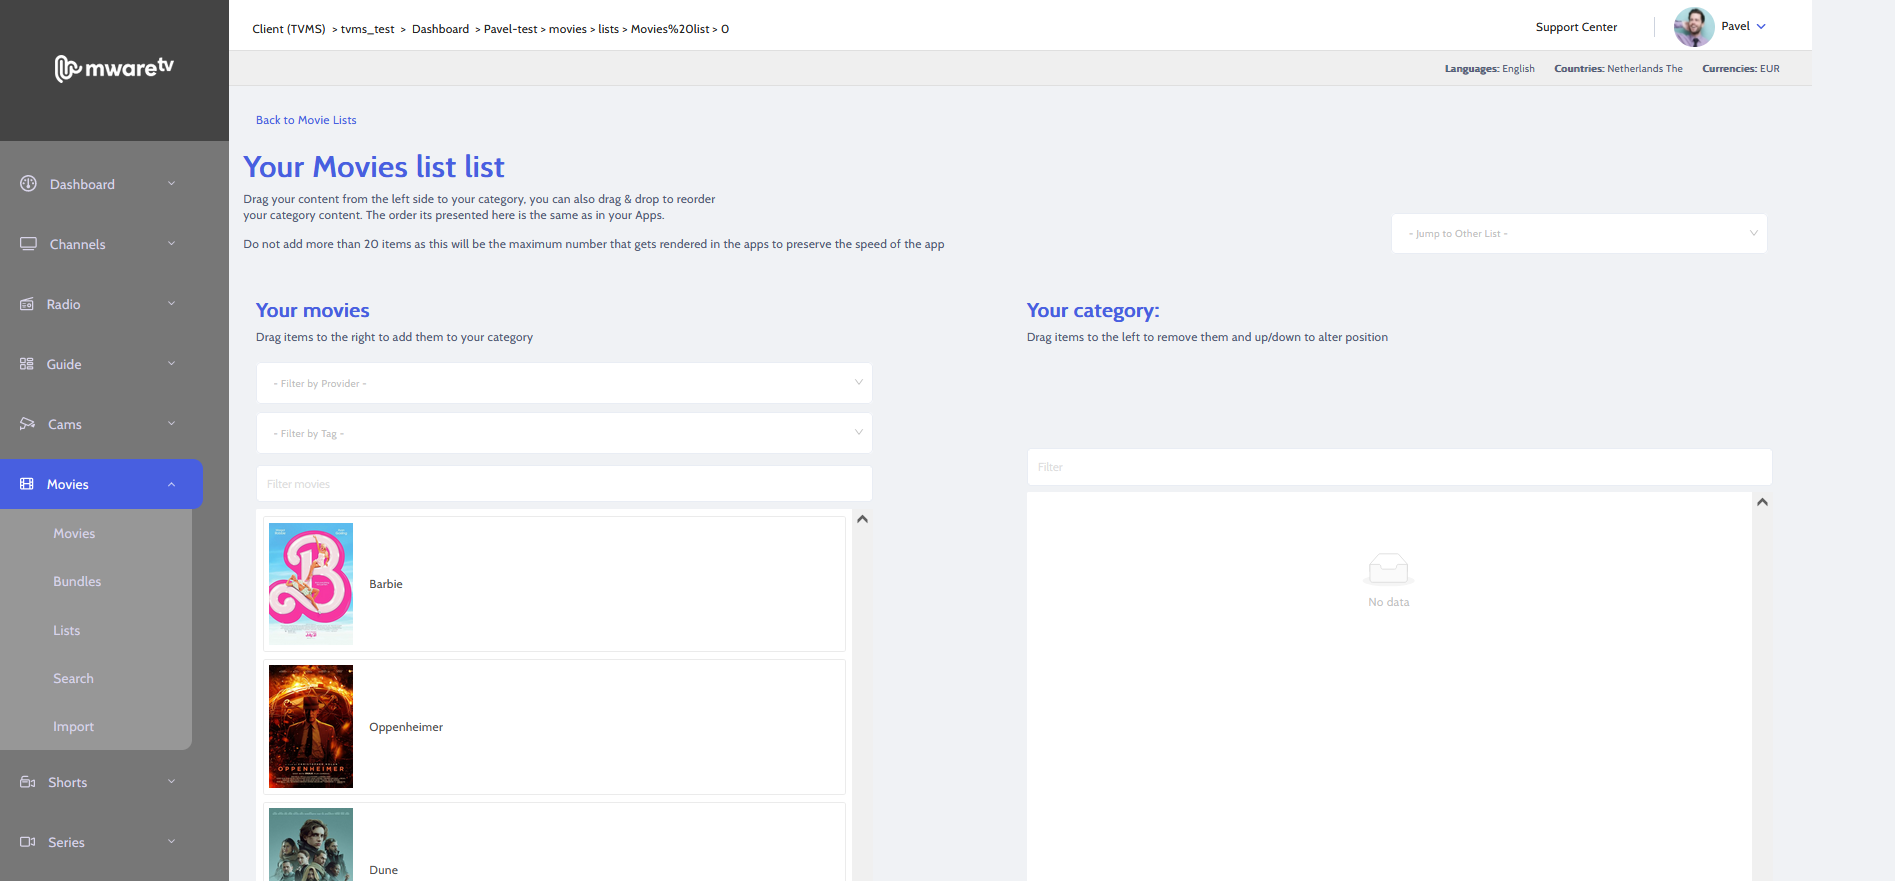 mwaretv
Client (TVMS) > tvms_test > Dashboard > Pavel-test > movies > lists > Movies%20list > 0
Support Center
Pavel
Languages: English Countries: Netherlands The Currencies: EUR
Dashboard
Channels
Radio
Guide
Cams
Movies
Movies
Bundles
Lists
Search
Import
Shorts
Series
Back to Movie Lists
Your Movies list list
Drag your content from the left side to your category, you can also drag & drop to reorder
your category content. The order its presented here is the same as in your Apps.
Do not add more than 20 items as this will be the maximum number that gets rendered in the apps to preserve the speed of the app
- Jump to Other List -
Your movies
Drag items to the right to add them to your category
- Filter by Provider -
- Filter by Tag -
Filter movies
Barbie
OPPENHEIMER
Oppenheimer
Dune
Your category:
Drag items to the left to remove them and up/down to alter position
Filter
No data